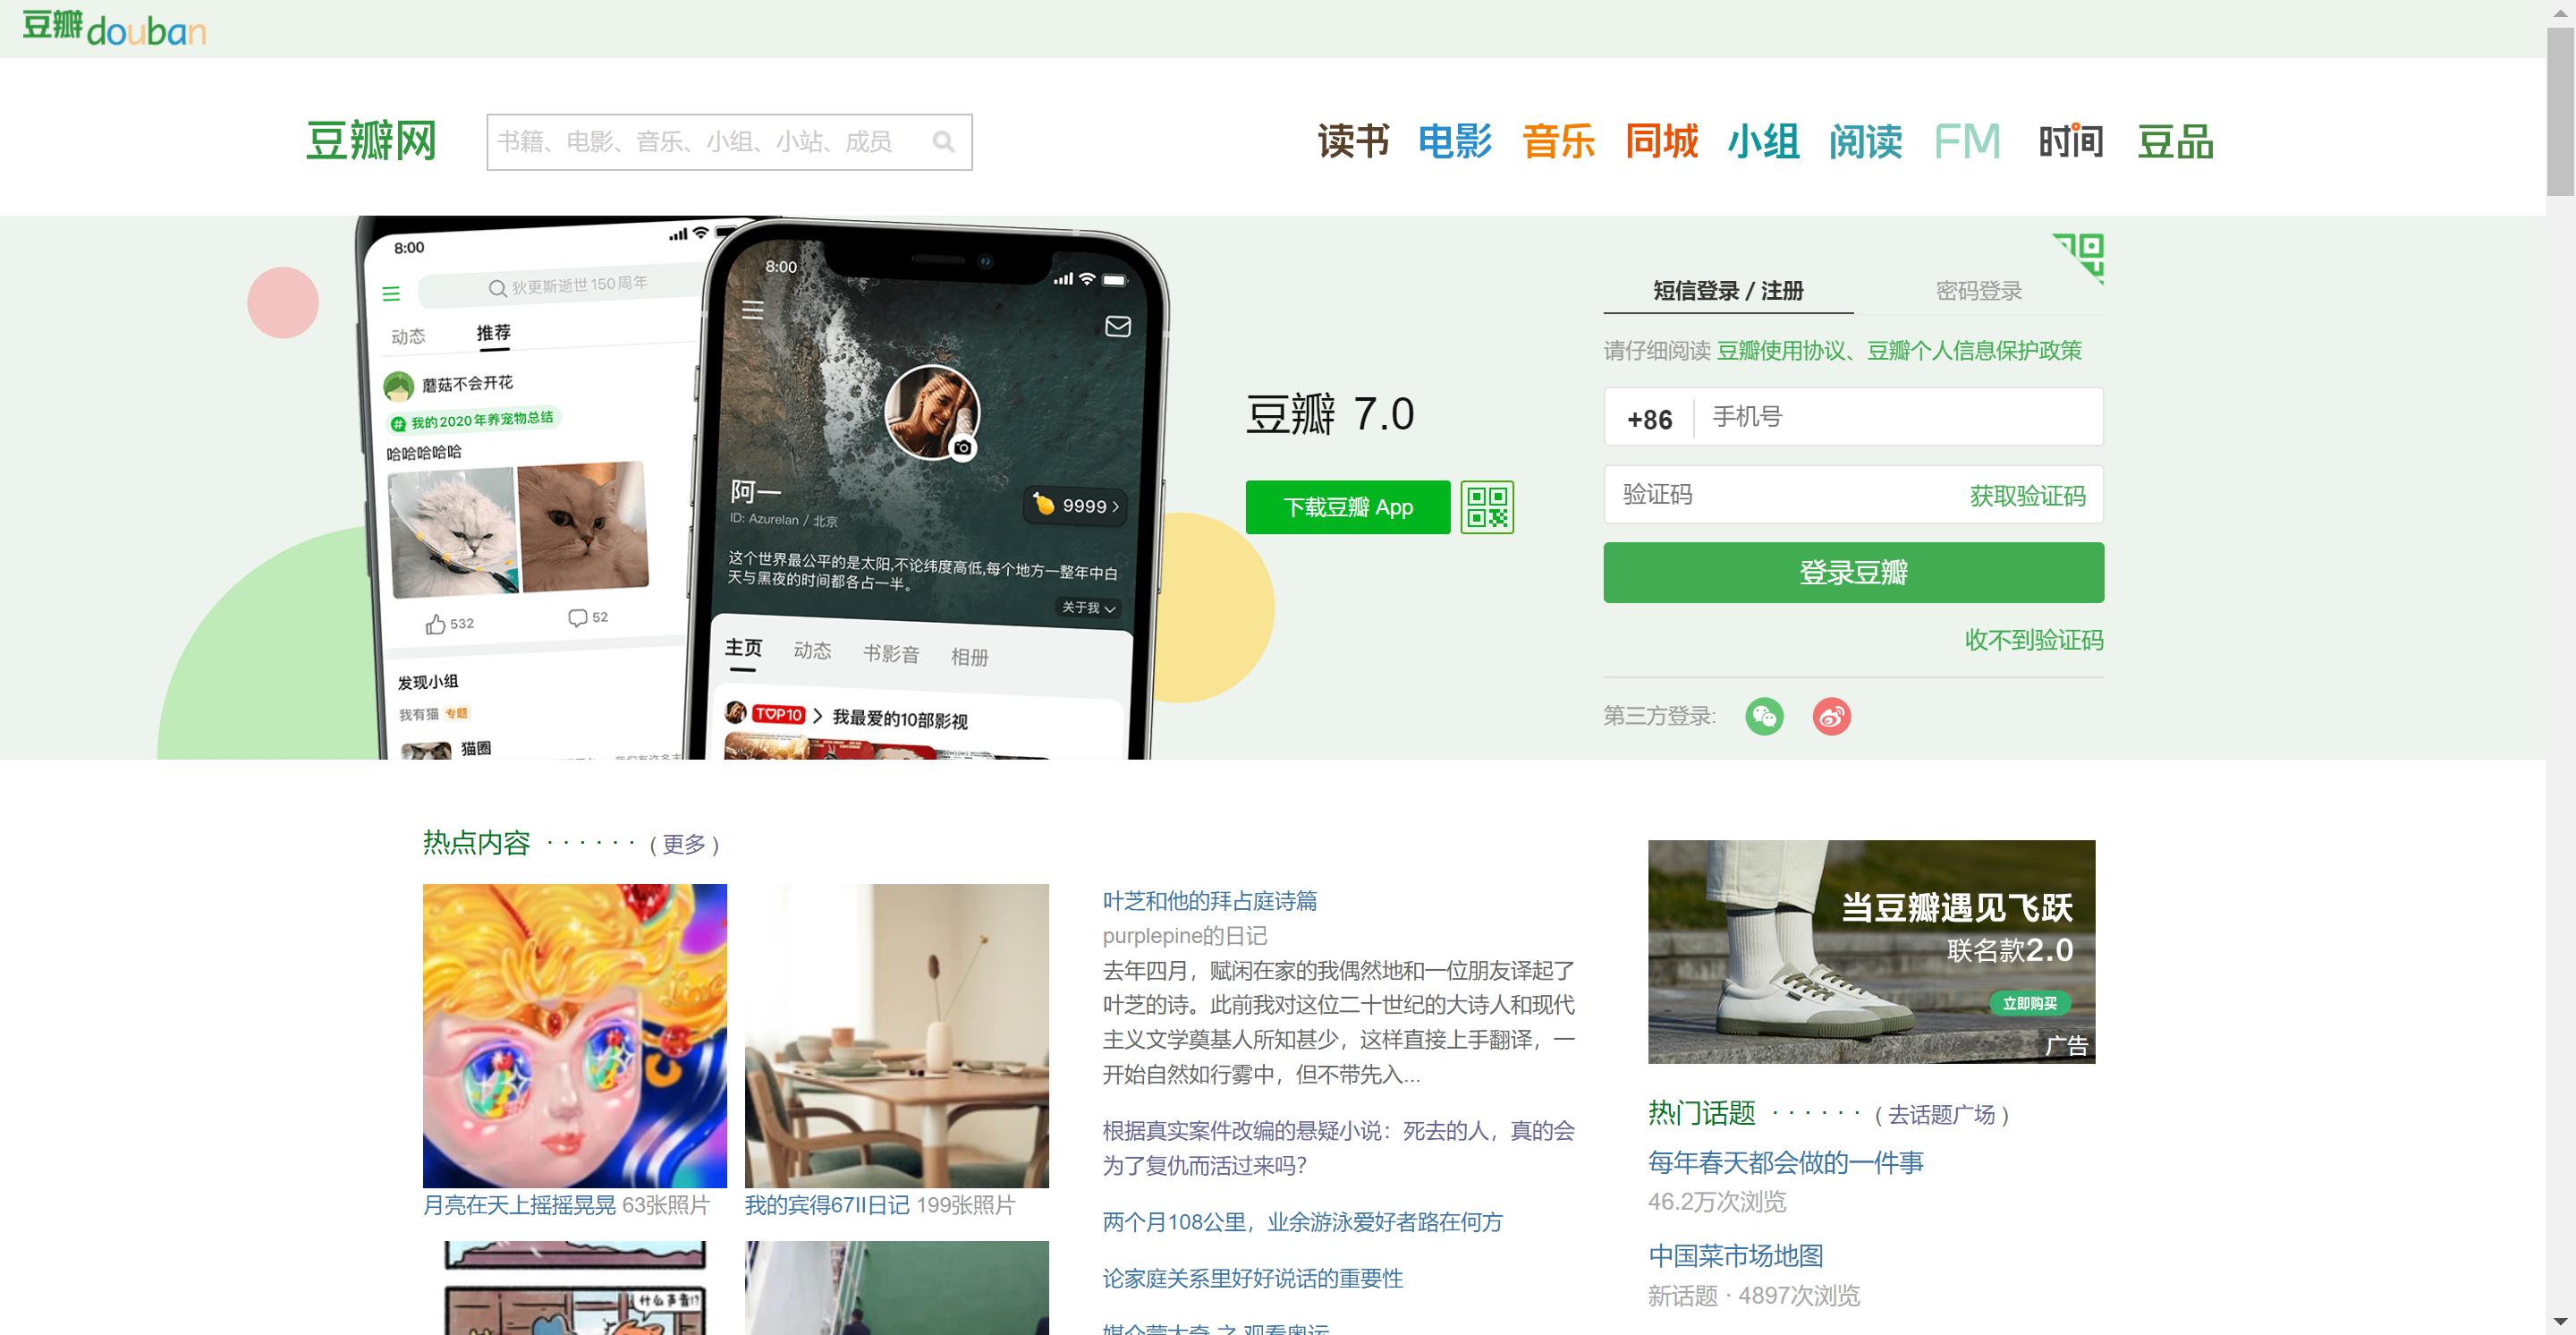 豆瓣douban
豆瓣网
书籍、电影、音乐、小组、小站、成员
读书 电影 音乐 同城 小组 阅读 FM 时间 豆品
8:00
狄更斯逝世150周年
动态 推荐
蘑菇不会开花
#我的2020年养宠物总结
哈哈哈哈哈
532 52
发现小组
我有猫 专题
猫圈
8:00
阿一
ID: Azurelan / 北京
9999
这个世界最公平的是太阳,不论纬度高低,每个地方一整年中白
天与黑夜的时间都各占一半。
关于我
主页 动态 书影音 相册
TOP10 我最爱的10部影视
豆瓣 7.0
下载豆瓣 App
短信登录 / 注册 密码登录
请仔细阅读 豆瓣使用协议、豆瓣个人信息保护政策
+86 手机号
验证码 获取验证码
登录豆瓣
收不到验证码
第三方登录:
热点内容 · · · · · · ( 更多 )
Love
月亮在天上摇摇晃晃 63张照片
我的宾得67II日记 199张照片
什么声音!?
叶芝和他的拜占庭诗篇
purplepine的日记
去年四月，赋闲在家的我偶然地和一位朋友译起了
叶芝的诗。此前我对这位二十世纪的大诗人和现代
主义文学奠基人所知甚少，这样直接上手翻译，一
开始自然如行雾中，但不带先入...
根据真实案件改编的悬疑小说：死去的人，真的会
为了复仇而活过来吗？
两个月108公里，业余游泳爱好者路在何方
论家庭关系里好好说话的重要性
媒介蒙太奇 之 观看奥运
当豆瓣遇见飞跃
联名款2.0
立即购买
广告
热门话题 · · · · · · ( 去话题广场 )
每年春天都会做的一件事
46.2万次浏览
中国菜市场地图
新话题 · 4897次浏览